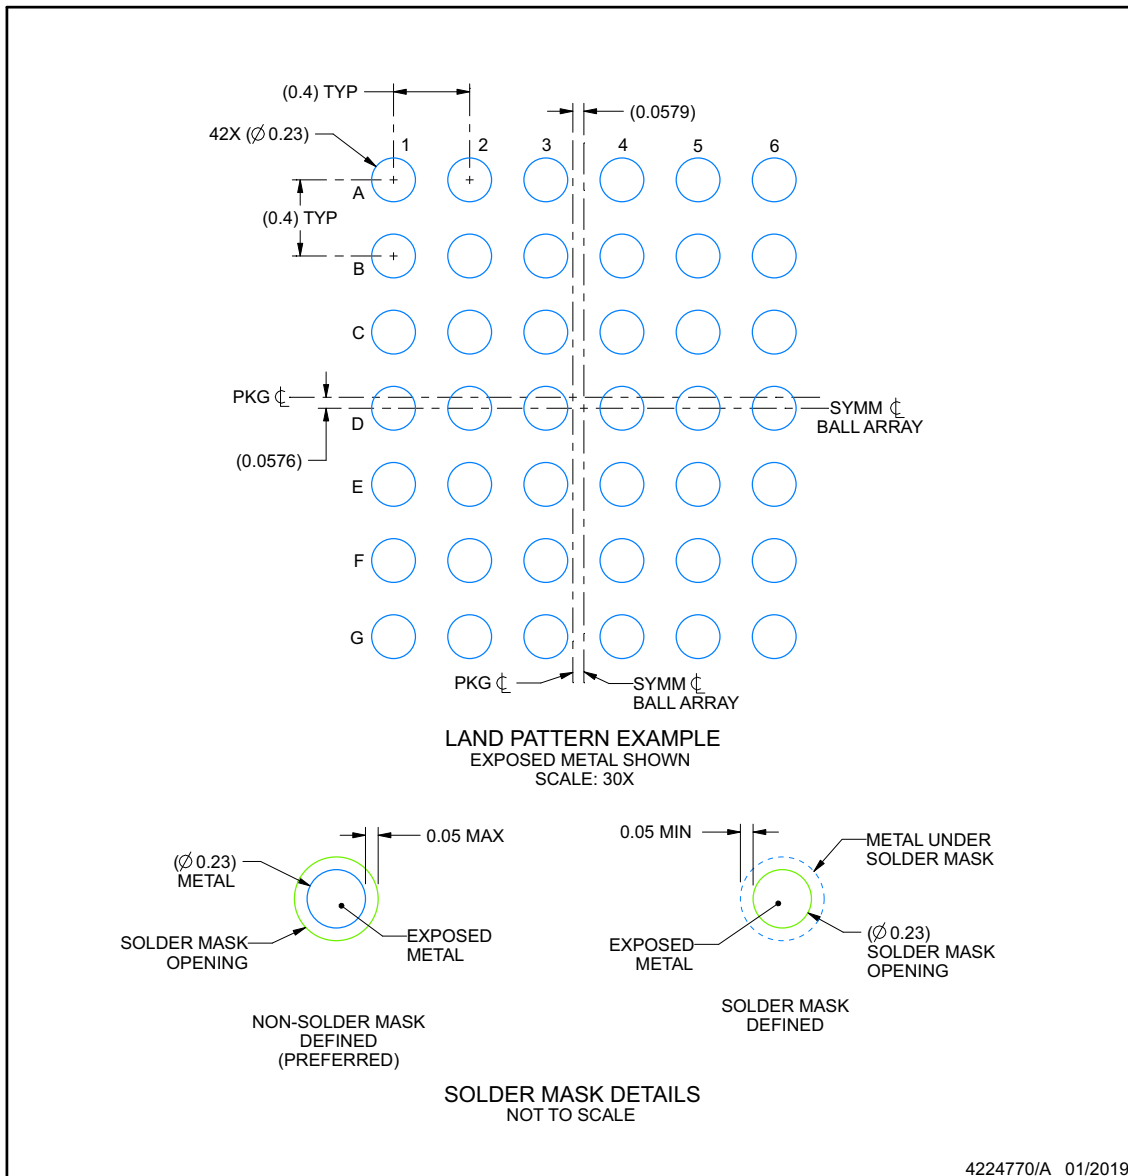 (0.4) TYP
(0.0579)
42X (∅ 0.23)
1 2 3 4 5 6
A
(0.4) TYP
B
C
PKG ℄
D
SYMM ℄
BALL ARRAY
(0.0576)
E
F
G
PKG ℄
SYMM ℄
BALL ARRAY
LAND PATTERN EXAMPLE
EXPOSED METAL SHOWN
SCALE: 30X
0.05 MAX
(∅ 0.23)
METAL
SOLDER MASK
OPENING
EXPOSED
METAL
NON-SOLDER MASK
DEFINED
(PREFERRED)
0.05 MIN
METAL UNDER
SOLDER MASK
EXPOSED
METAL
(∅ 0.23)
SOLDER MASK
OPENING
SOLDER MASK
DEFINED
SOLDER MASK DETAILS
NOT TO SCALE
4224770/A 01/2019